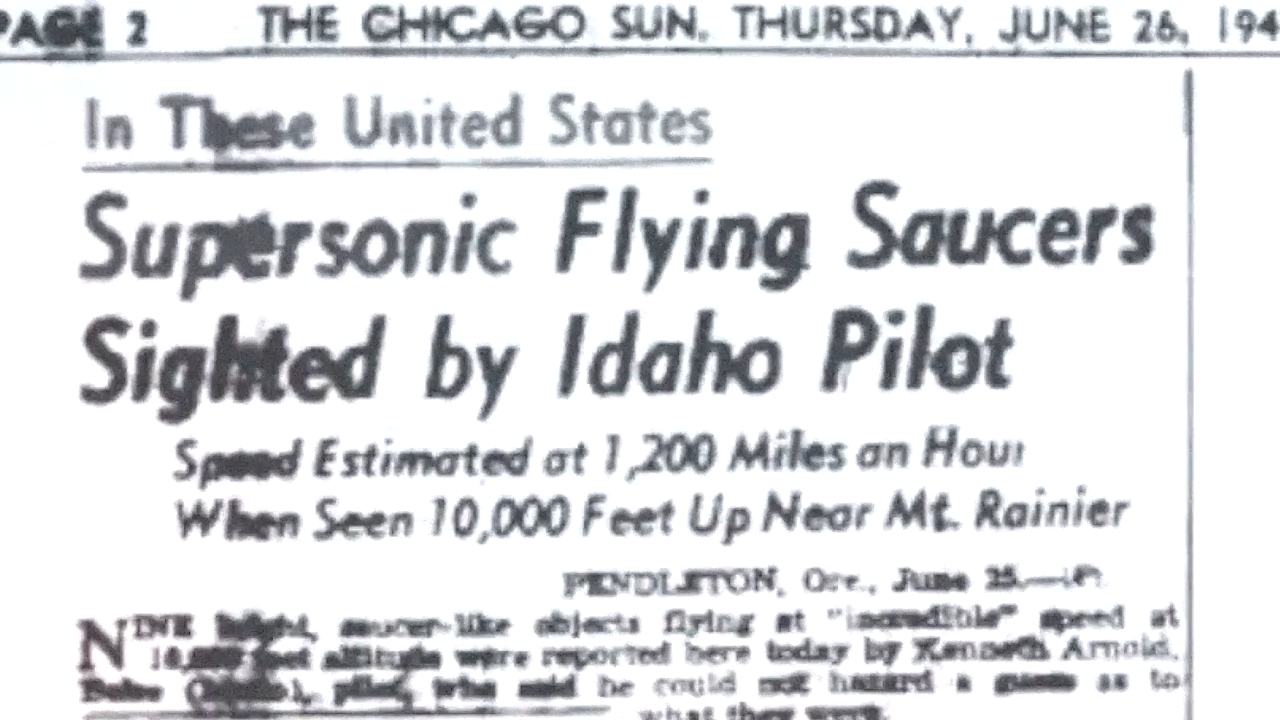 PAGE 2 THE CHICAGO SUN, THURSDAY, JUNE 26, 194
In These United States
Supersonic Flying Saucers
Sighted by Idaho Pilot
Speed Estimated at 1,200 Miles an Hour
When Seen 10,000 Feet Up Near Mt. Rainier
PENDLETON, Ore., June 25.—(AP)
NINE bright, saucer-like objects flying at "incredible" speed at
10,000 feet altitude were reported here today by Kenneth Arnold,
Boise (Idaho), pilot, who said he could not hazard a guess as to
what they were.